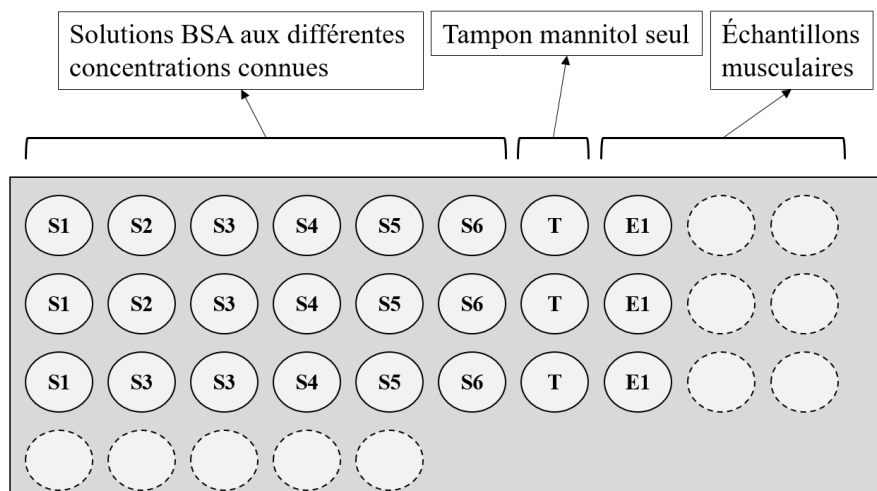 Solutions BSA aux différentes
concentrations connues
Tampon mannitol seul
Échantillons
musculaires
S1 S2 S3 S4 S5 S6 T E1
S1 S2 S3 S4 S5 S6 T E1
S1 S3 S3 S4 S5 S6 T E1